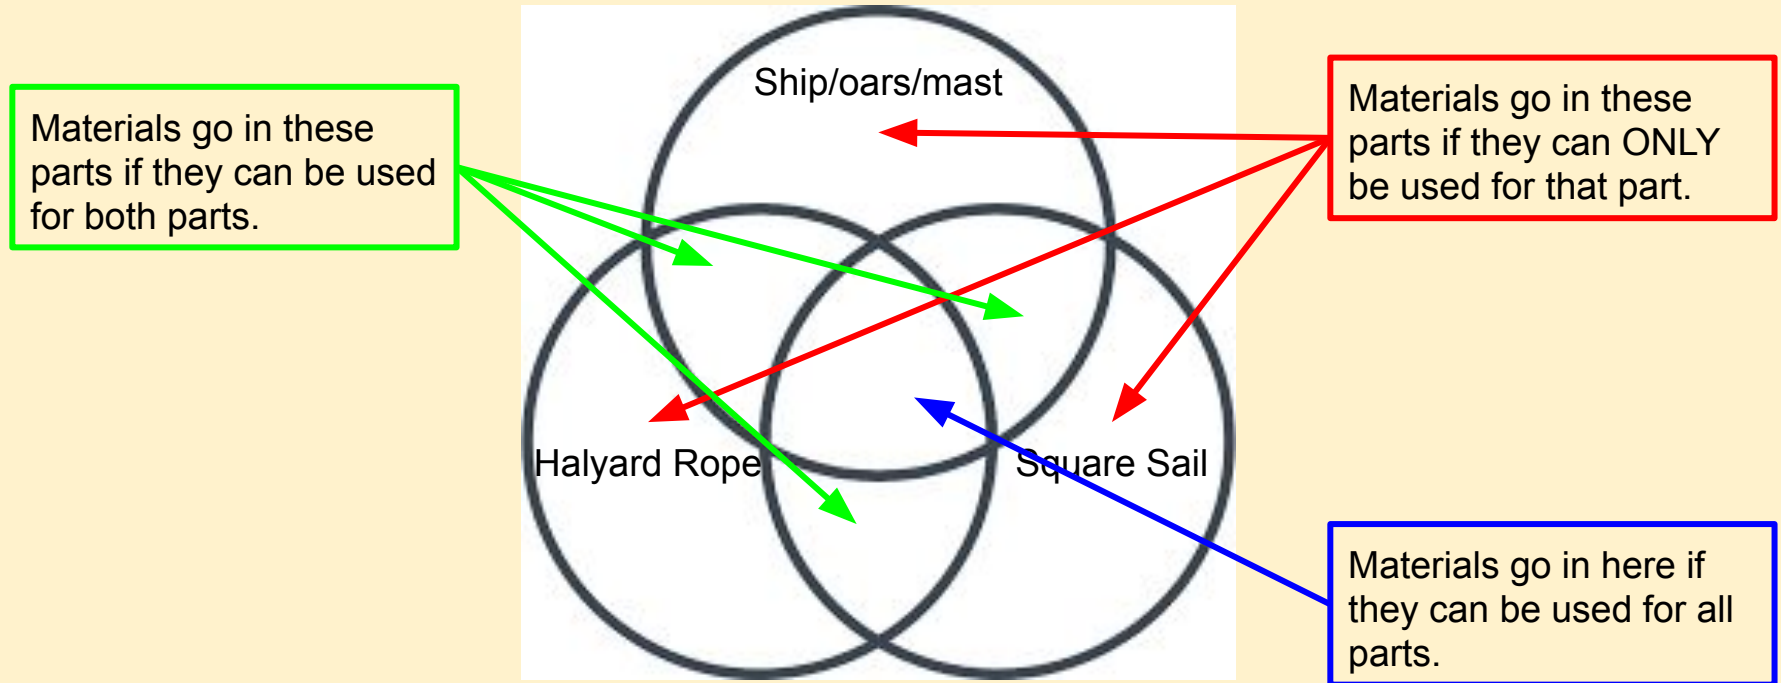 Ship/oars/mast
Materials go in these
parts if they can be used
for both parts.
Materials go in these
parts if they can ONLY
be used for that part.
Halyard Rope
Square Sail
Materials go in here if
they can be used for all
parts.